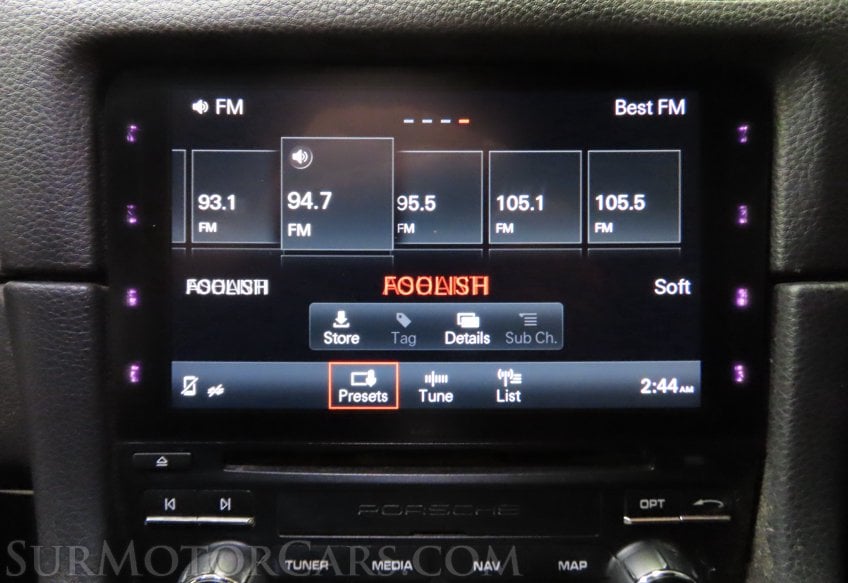 FM Best FM
93.1 94.7 95.5 105.1 105.5
FM FM FM FM FM
FOOLISH Soft
Store Tag Details Sub Ch.
Presets Tune List 2:44AM
PORSCHE OPT
TUNER MEDIA NAV MAP
SurMotorCars.com